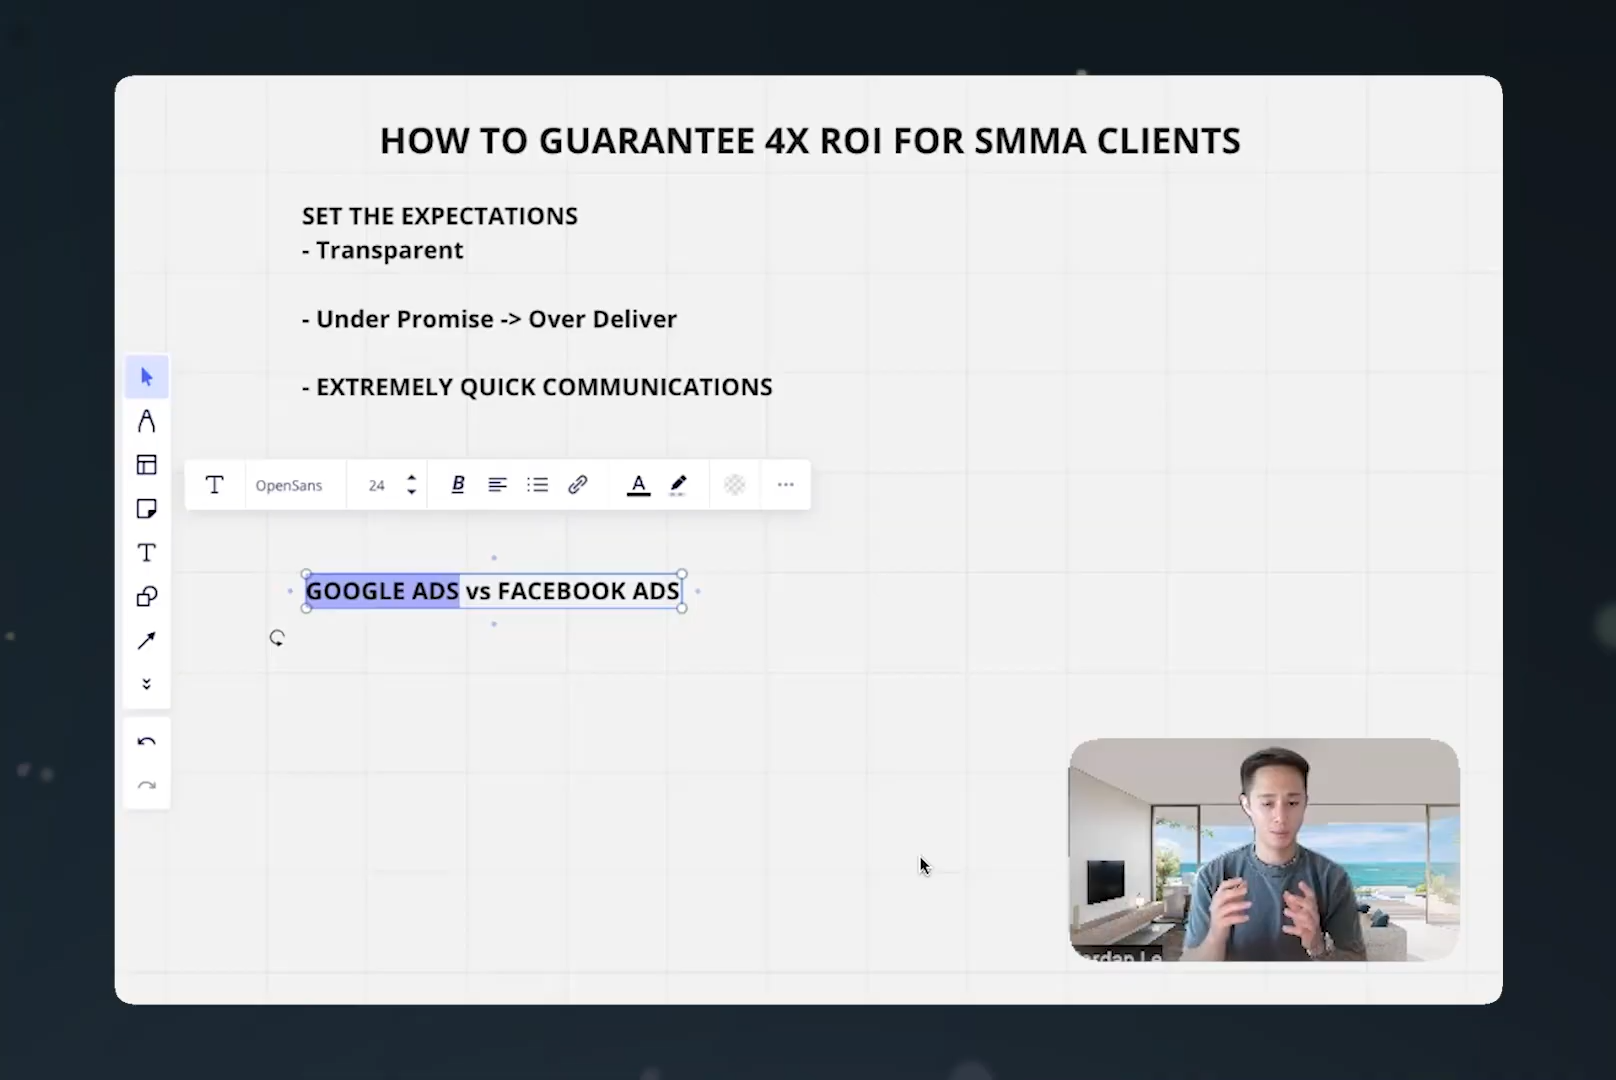 HOW TO GUARANTEE 4X ROI FOR SMMA CLIENTS
SET THE EXPECTATIONS
- Transparent
- Under Promise -> Over Deliver
- EXTREMELY QUICK COMMUNICATIONS
OpenSans 24 B A
GOOGLE ADS vs FACEBOOK ADS